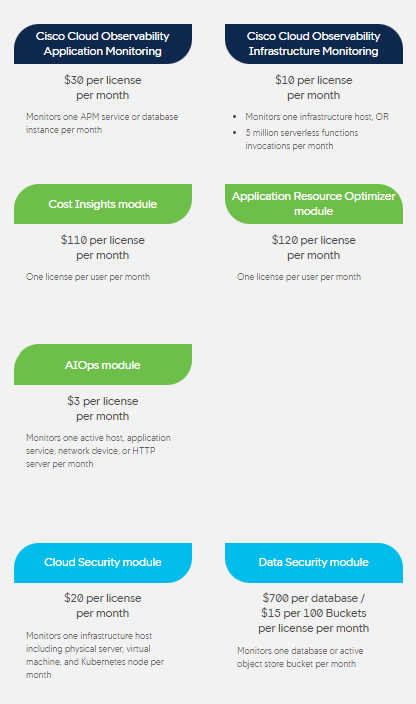 Cisco Cloud Observability
Application Monitoring
$30 per license
per month
Monitors one APM service or database
instance per month
Cisco Cloud Observability
Infrastructure Monitoring
$10 per license
per month
• Monitors one infrastructure host, OR
• 5 million serverless functions
invocations per month
Cost Insights module
$110 per license
per month
One license per user per month
Application Resource Optimizer
module
$120 per license
per month
One license per user per month
AIOps module
$3 per license
per month
Monitors one active host, application
service, network device, or HTTP
server per month
Cloud Security module
$20 per license
per month
Monitors one infrastructure host
including physical server, virtual
machine, and Kubernetes node per
month
Data Security module
$700 per database /
$15 per 100 Buckets
per license per month
Monitors one database or active
object store bucket per month